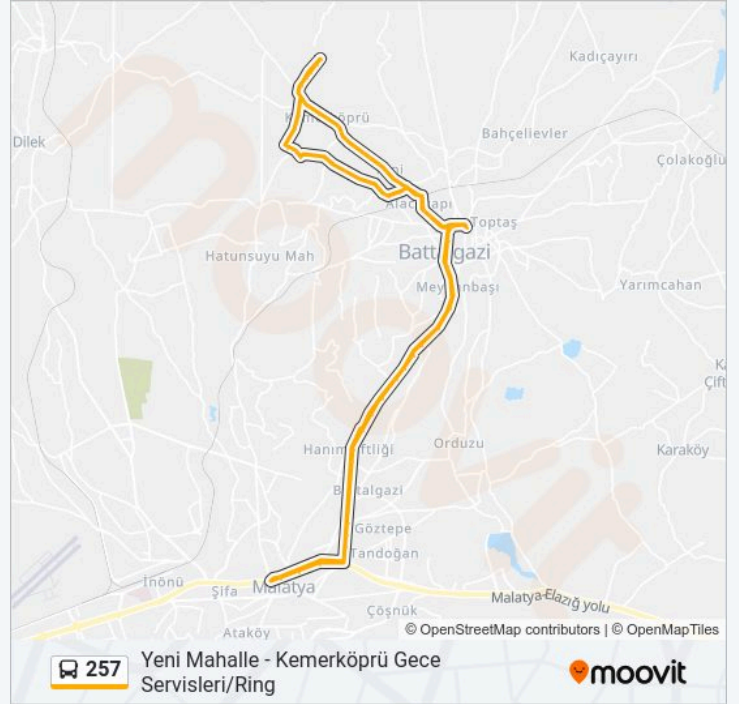 Kadıçayırı
Dilek
Bahçelievler
Çolakoğlu
Toptaş
Battalgazi
Hatunsuyu Mah
Yarımcahan
Orduzu
Karaköy
Göztepe
Tandoğan
İnönü
Şifa
Malatya
Malatya-Elazığ yolu
Çöşnük
Ataköy
© OpenStreetMap contributors | © OpenMapTiles
257
Yeni Mahalle - Kemerköprü Gece
Servisleri/Ring
moovit